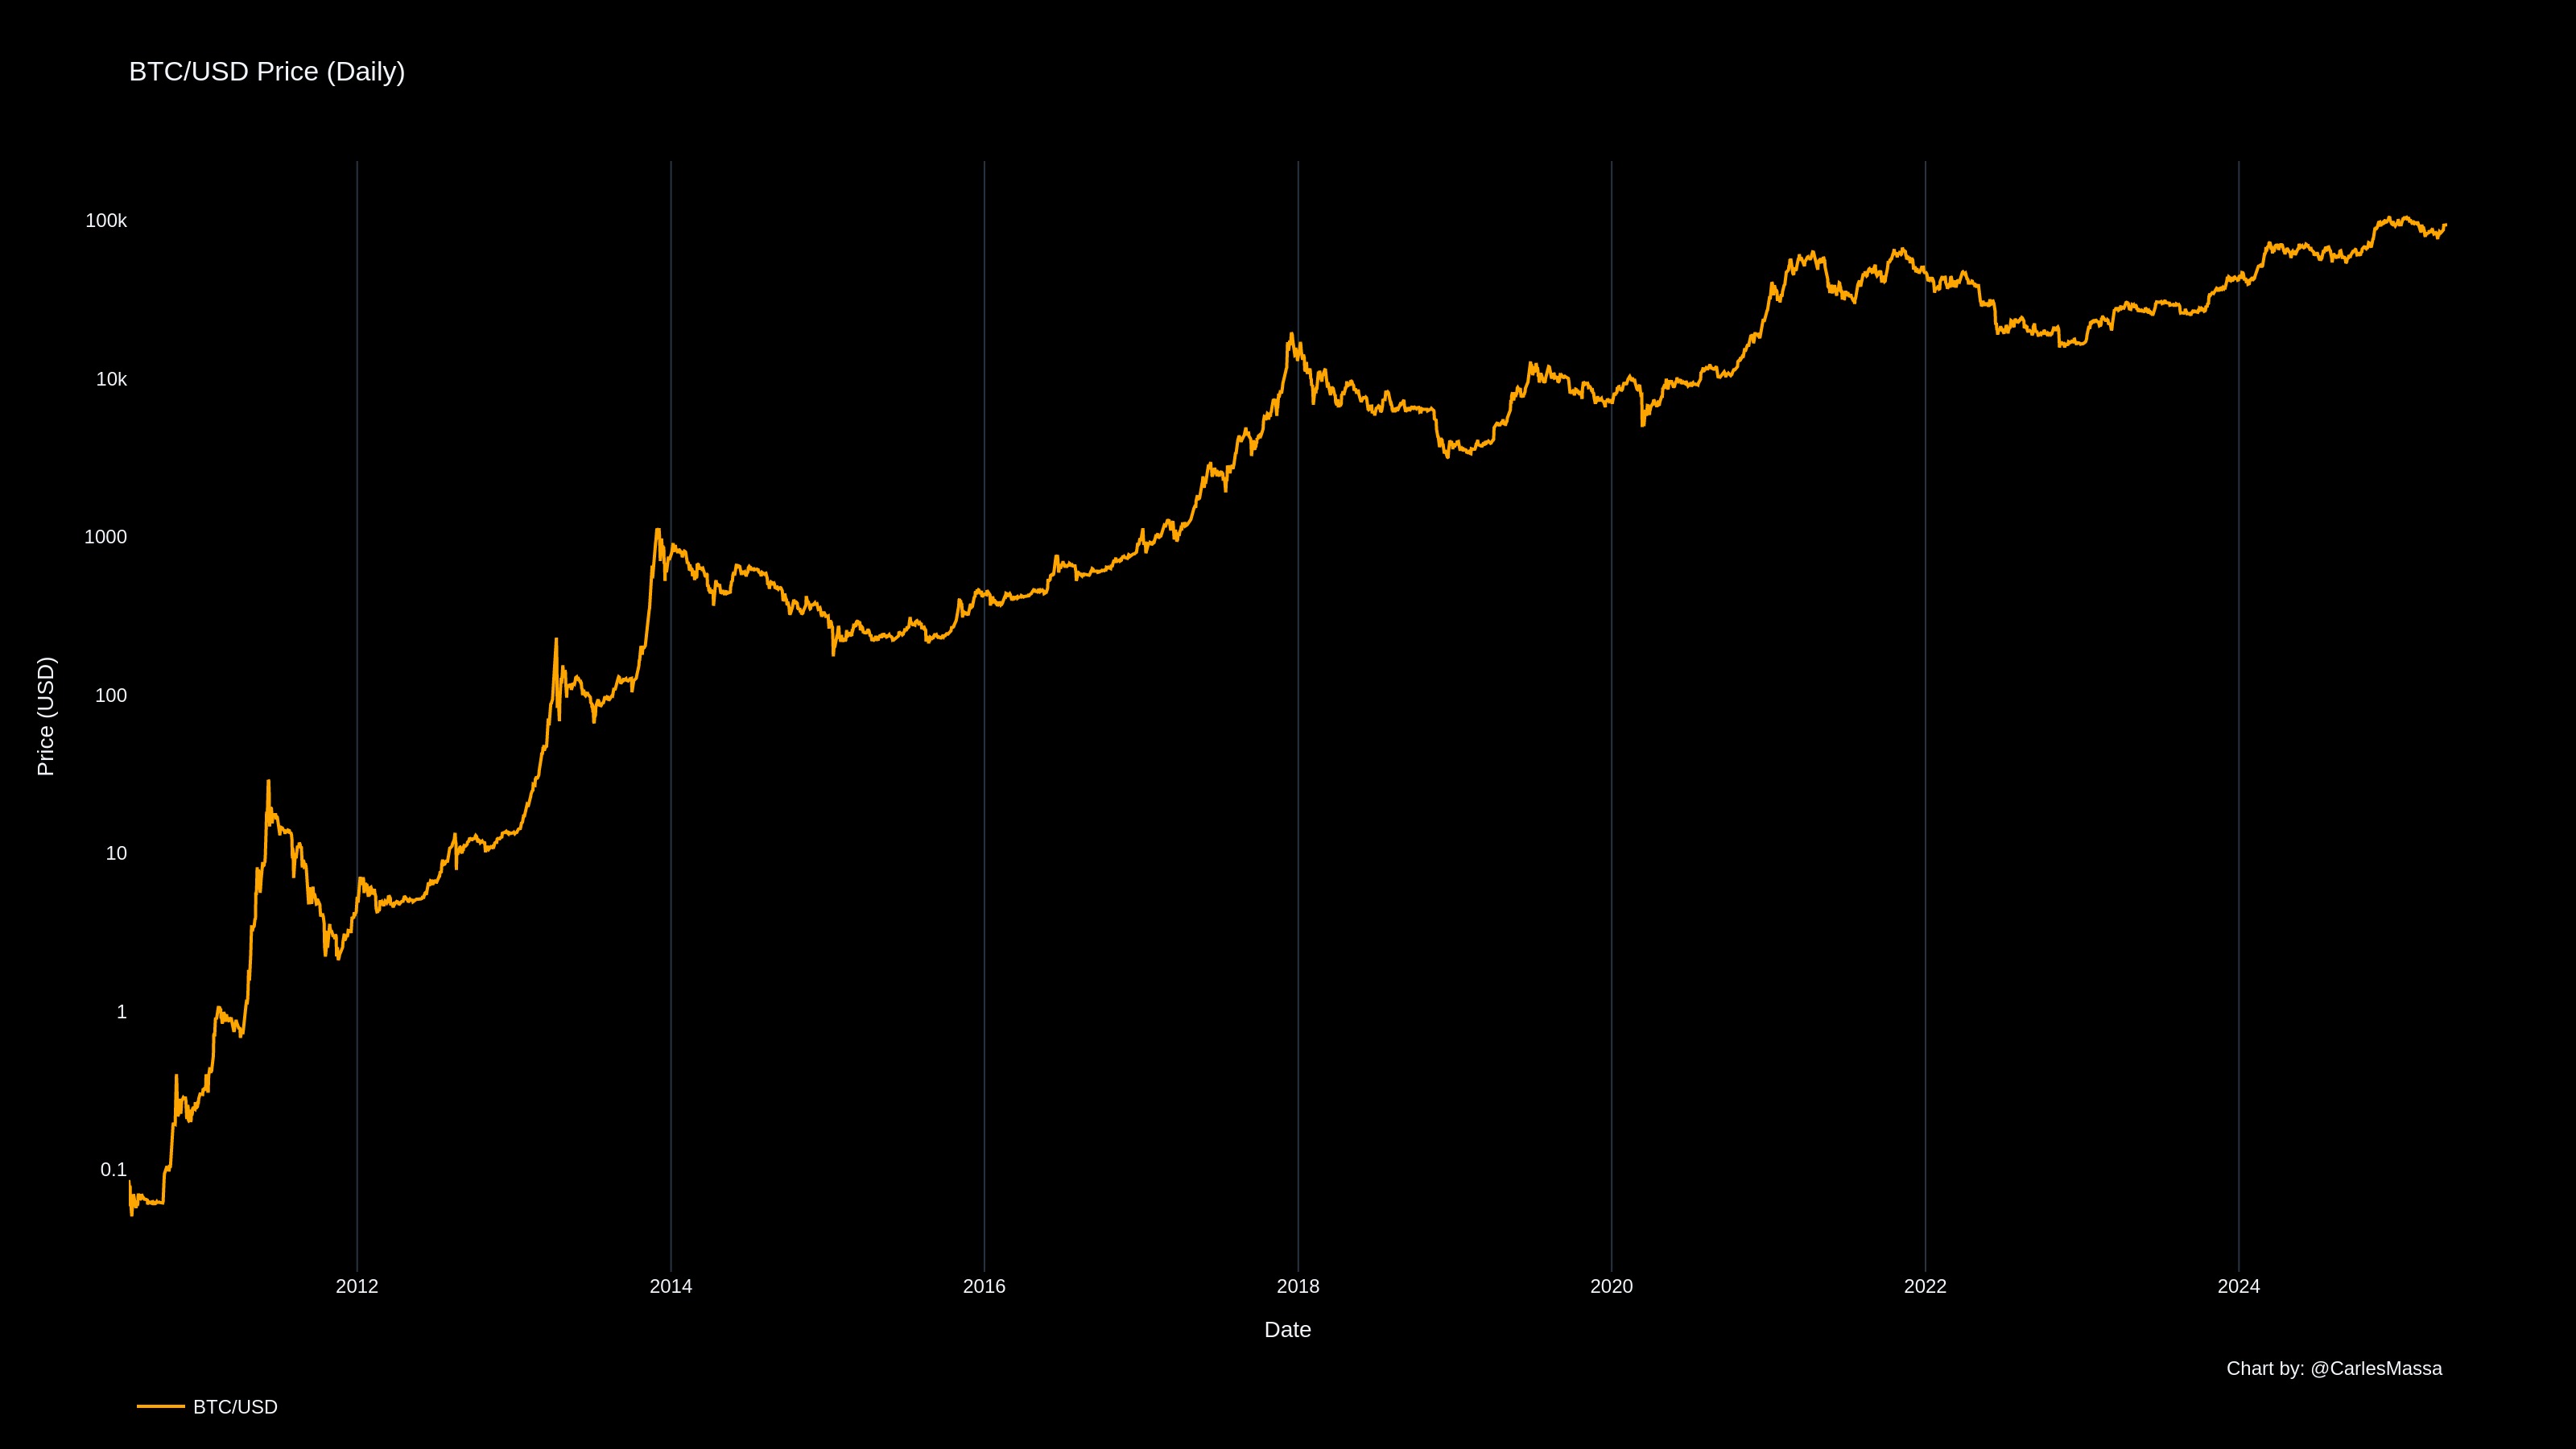 BTC/USD Price (Daily)
Price (USD)
100k
10k
1000
100
10
1
0.1
2012
2014
2016
2018
2020
2022
2024
Date
Chart by: @CarlesMassa
BTC/USD